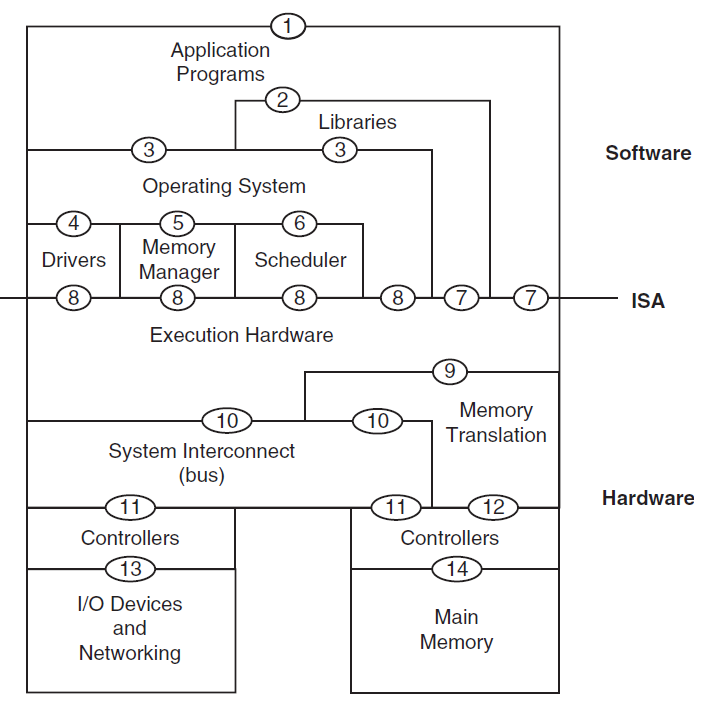 1
Application
Programs
2
Libraries
Software
3 3
Operating System
4 5 6
Drivers
Memory
Manager
Scheduler
8 8 8 8 7 7
ISA
Execution Hardware
9
Memory
Translation
10 10
System Interconnect
(bus)
Hardware
11 11 12
Controllers
Controllers
13 14
I/O Devices
and
Networking
Main
Memory